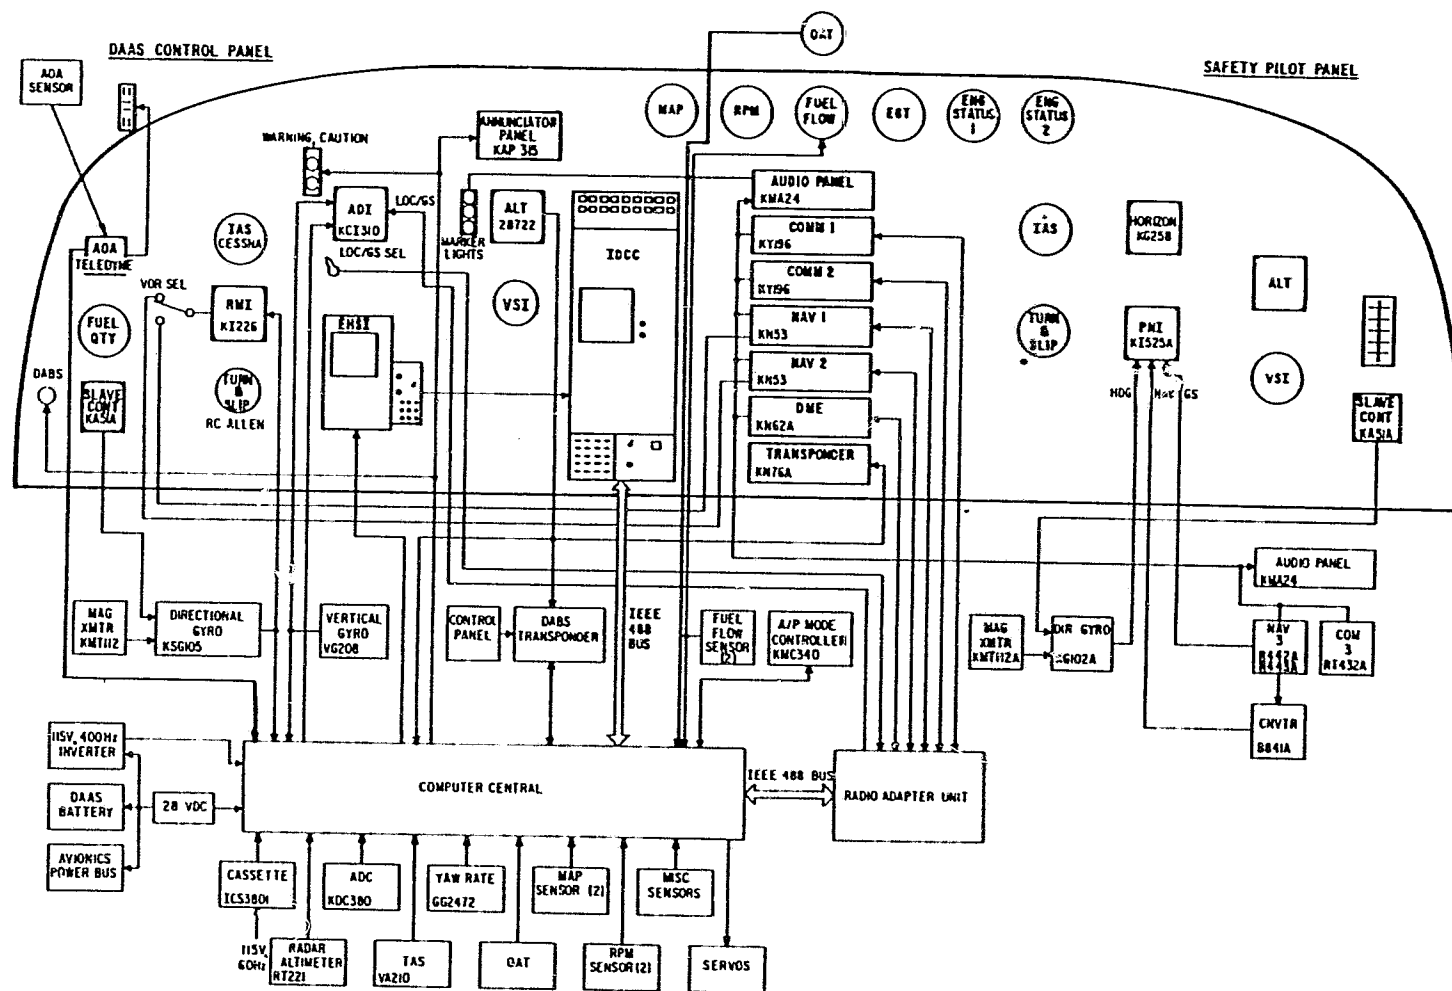 DAAS CONTROL PANEL
SAFETY PILOT PANEL
OAT
AOA
SENSOR
WARNING, CAUTION
ANNUNCIATOR
PANEL
KAP 315
MAP
RPM
FUEL
FLOW
EGT
ENG
STATUS
1
ENG
STATUS
2
AOA
TELEDYNE
IAS
CESSNA
ADI
KCI310
LOC/GS
LOC/GS SEL
MARKER
LIGHTS
ALT
28722
IDCC
AUDIO PANEL
KMA24
COMM 1
KY196
COMM 2
KY196
NAV 1
KN53
NAV 2
KN53
DME
KN62A
TRANSPONDER
KN76A
IAS
HORIZON
KG258
ALT
VOR SEL
FUEL
QTY
RMI
KI226
EHSI
VSI
TURN
&
SLIP
PNI
KI525A
VSI
DABS
SLAVE
CONT
KA51A
TURN
&
SLIP
RC ALLEN
HDG
NAV GS
SLAVE
CONT
KA51A
MAG
XMTR
KMT112
DIRECTIONAL
GYRO
KSG105
VERTICAL
GYRO
VG208
CONTROL
PANEL
DABS
TRANSPONDER
IEEE
488
BUS
FUEL
FLOW
SENSOR
(2)
A/P MODE
CONTROLLER
KMC340
MAG
XMTR
KMT112A
DIR GYRO
KG102A
AUDIO PANEL
KMA24
NAV
3
R442A
R443A
COM
3
RT432A
CNVTR
B841A
115V, 400Hz
INVERTER
DAAS
BATTERY
28 VDC
AVIONICS
POWER BUS
COMPUTER CENTRAL
IEEE 488 BUS
RADIO ADAPTER UNIT
CASSETTE
ICS3801
ADC
KDC380
YAW RATE
GG2472
MAP
SENSOR (2)
MISC
SENSORS
115V,
60Hz
RADAR
ALTIMETER
RT221
TAS
VA210
OAT
RPM
SENSOR(2)
SERVOS